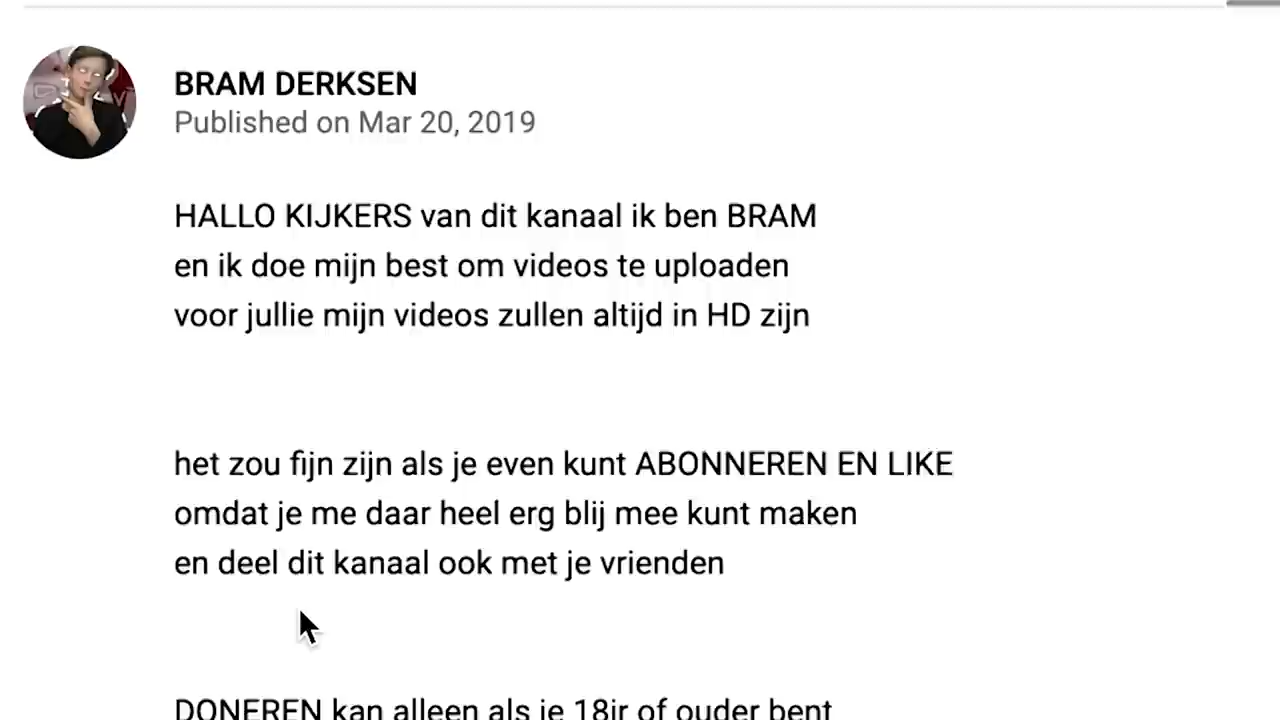 BRAM DERKSEN
Published on Mar 20, 2019
HALLO KIJKERS van dit kanaal ik ben BRAM
en ik doe mijn best om videos te uploaden
voor jullie mijn videos zullen altijd in HD zijn
het zou fijn zijn als je even kunt ABONNEREN EN LIKE
omdat je me daar heel erg blij mee kunt maken
en deel dit kanaal ook met je vrienden
DONEREN kan alleen als je 18jr of ouder bent